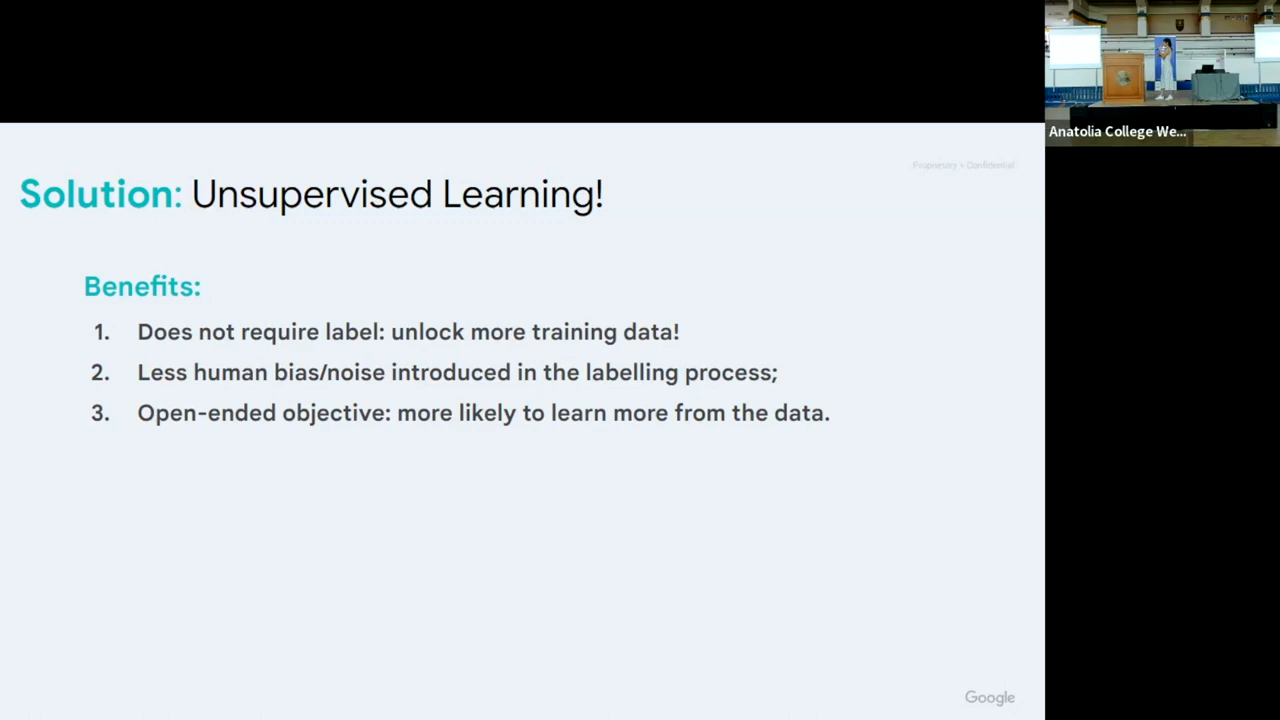 Anatolia College We...
Proprietary + Confidential
Solution: Unsupervised Learning!
Benefits:
1. Does not require label: unlock more training data!
2. Less human bias/noise introduced in the labelling process;
3. Open-ended objective: more likely to learn more from the data.
Google